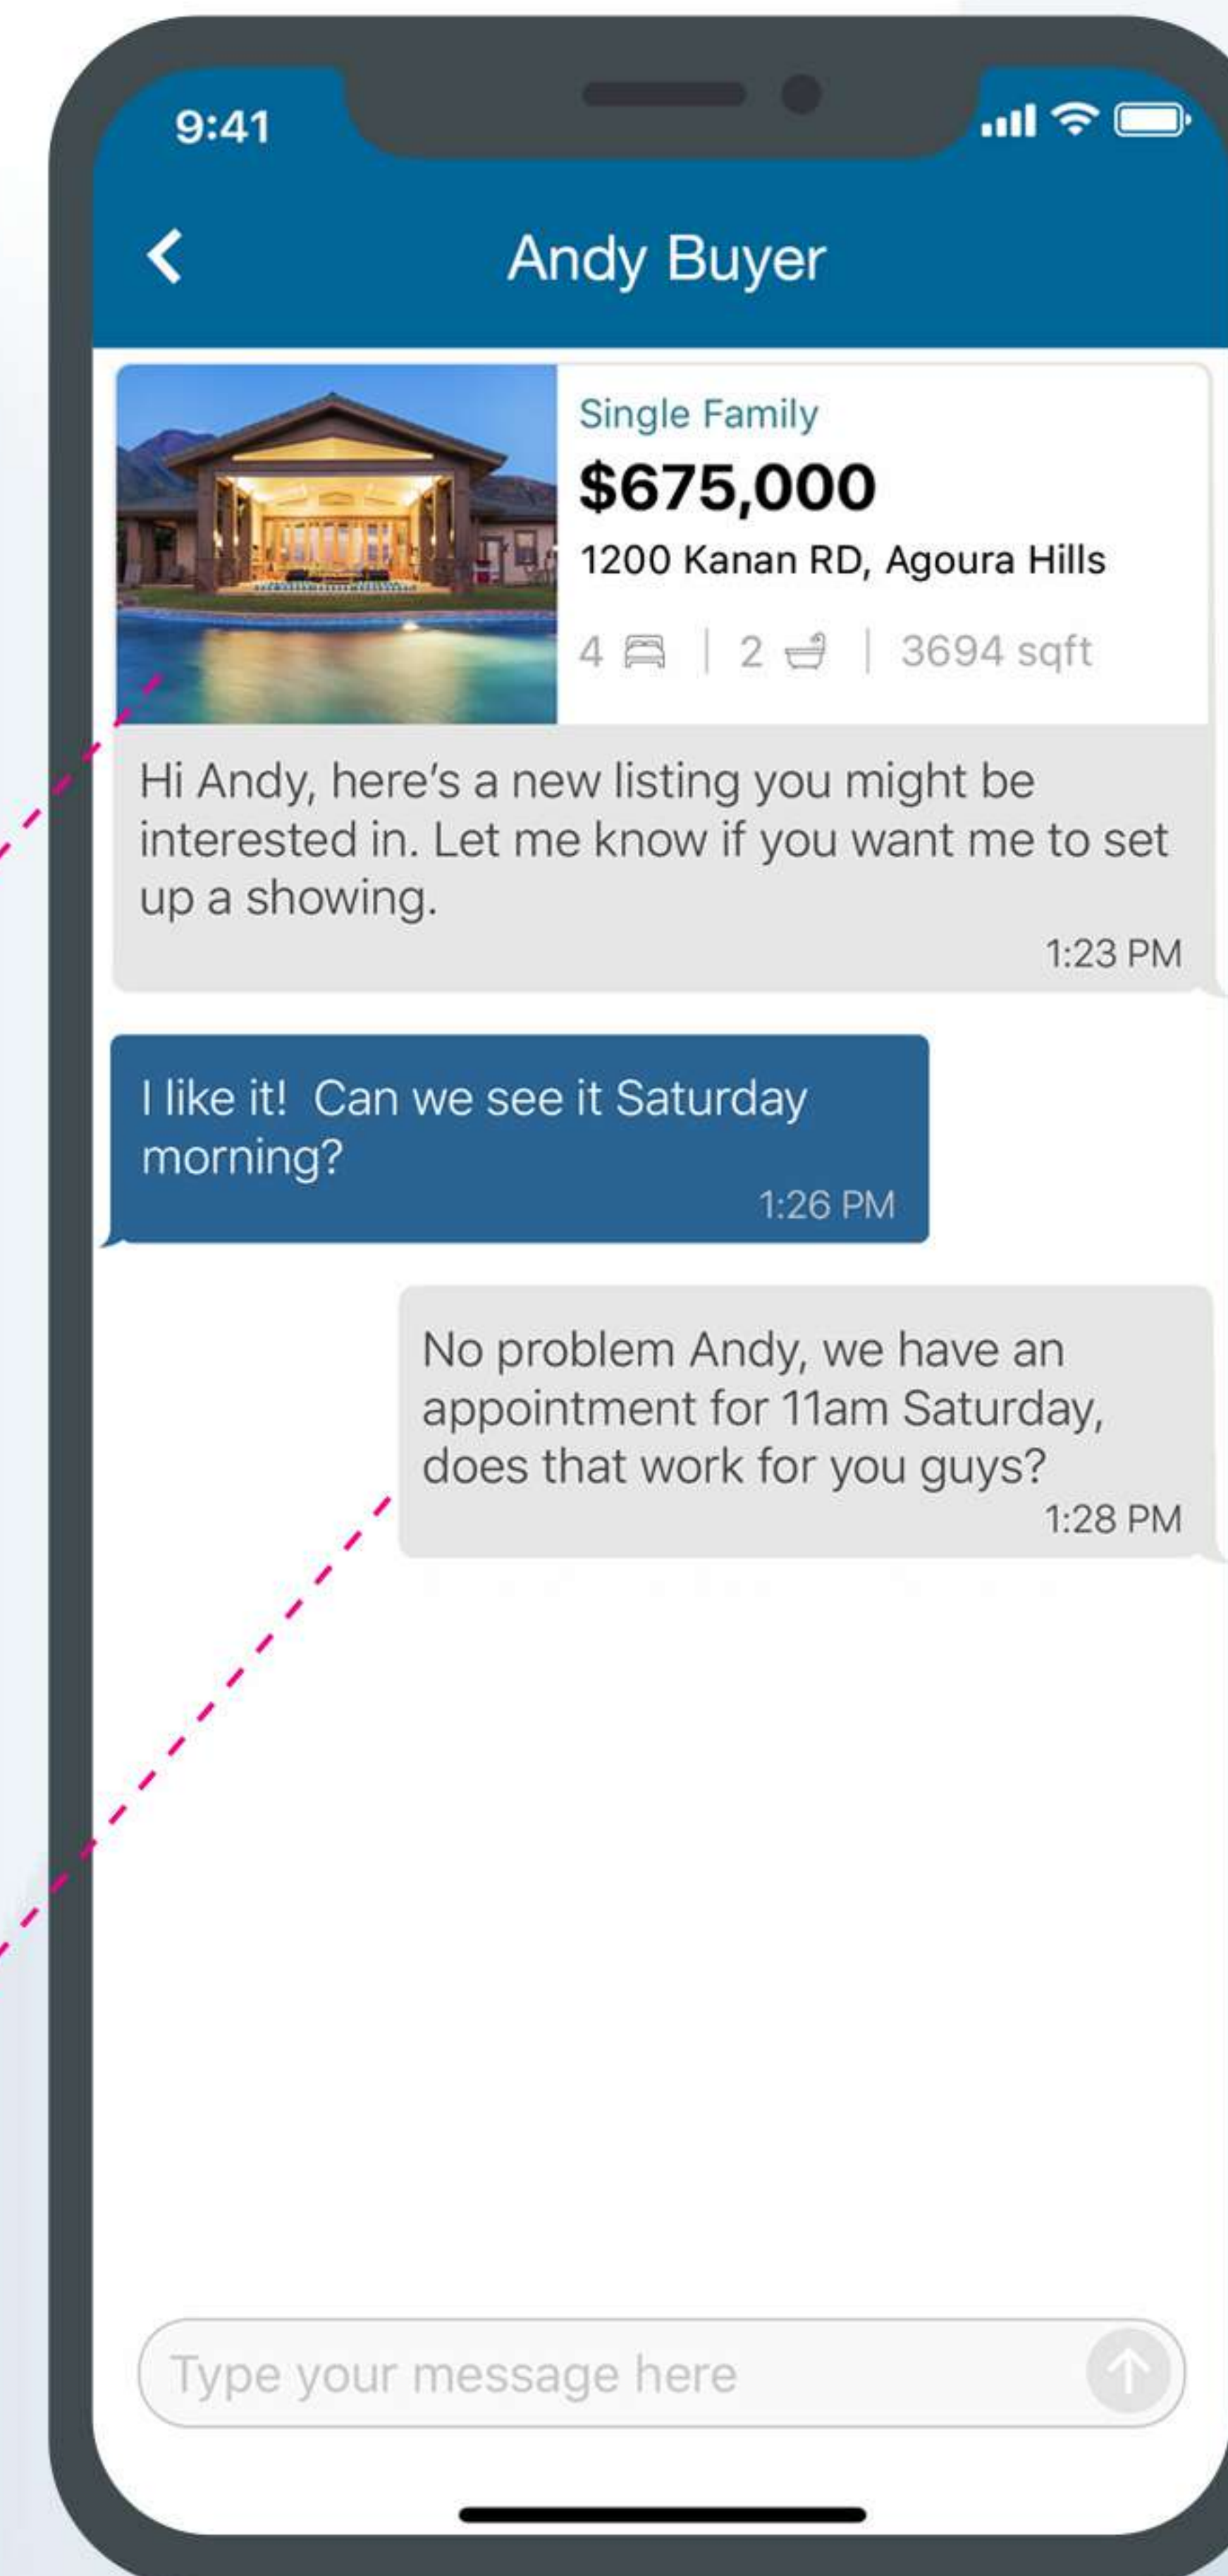 9:41
Andy Buyer
Single Family
$675,000
1200 Kanan RD, Agoura Hills
4 | 2 | 3694 sqft
Hi Andy, here's a new listing you might be
interested in. Let me know if you want me to set
up a showing.
1:23 PM
I like it!  Can we see it Saturday
morning?
1:26 PM
No problem Andy, we have an
appointment for 11am Saturday,
does that work for you guys?
1:28 PM
Type your message here